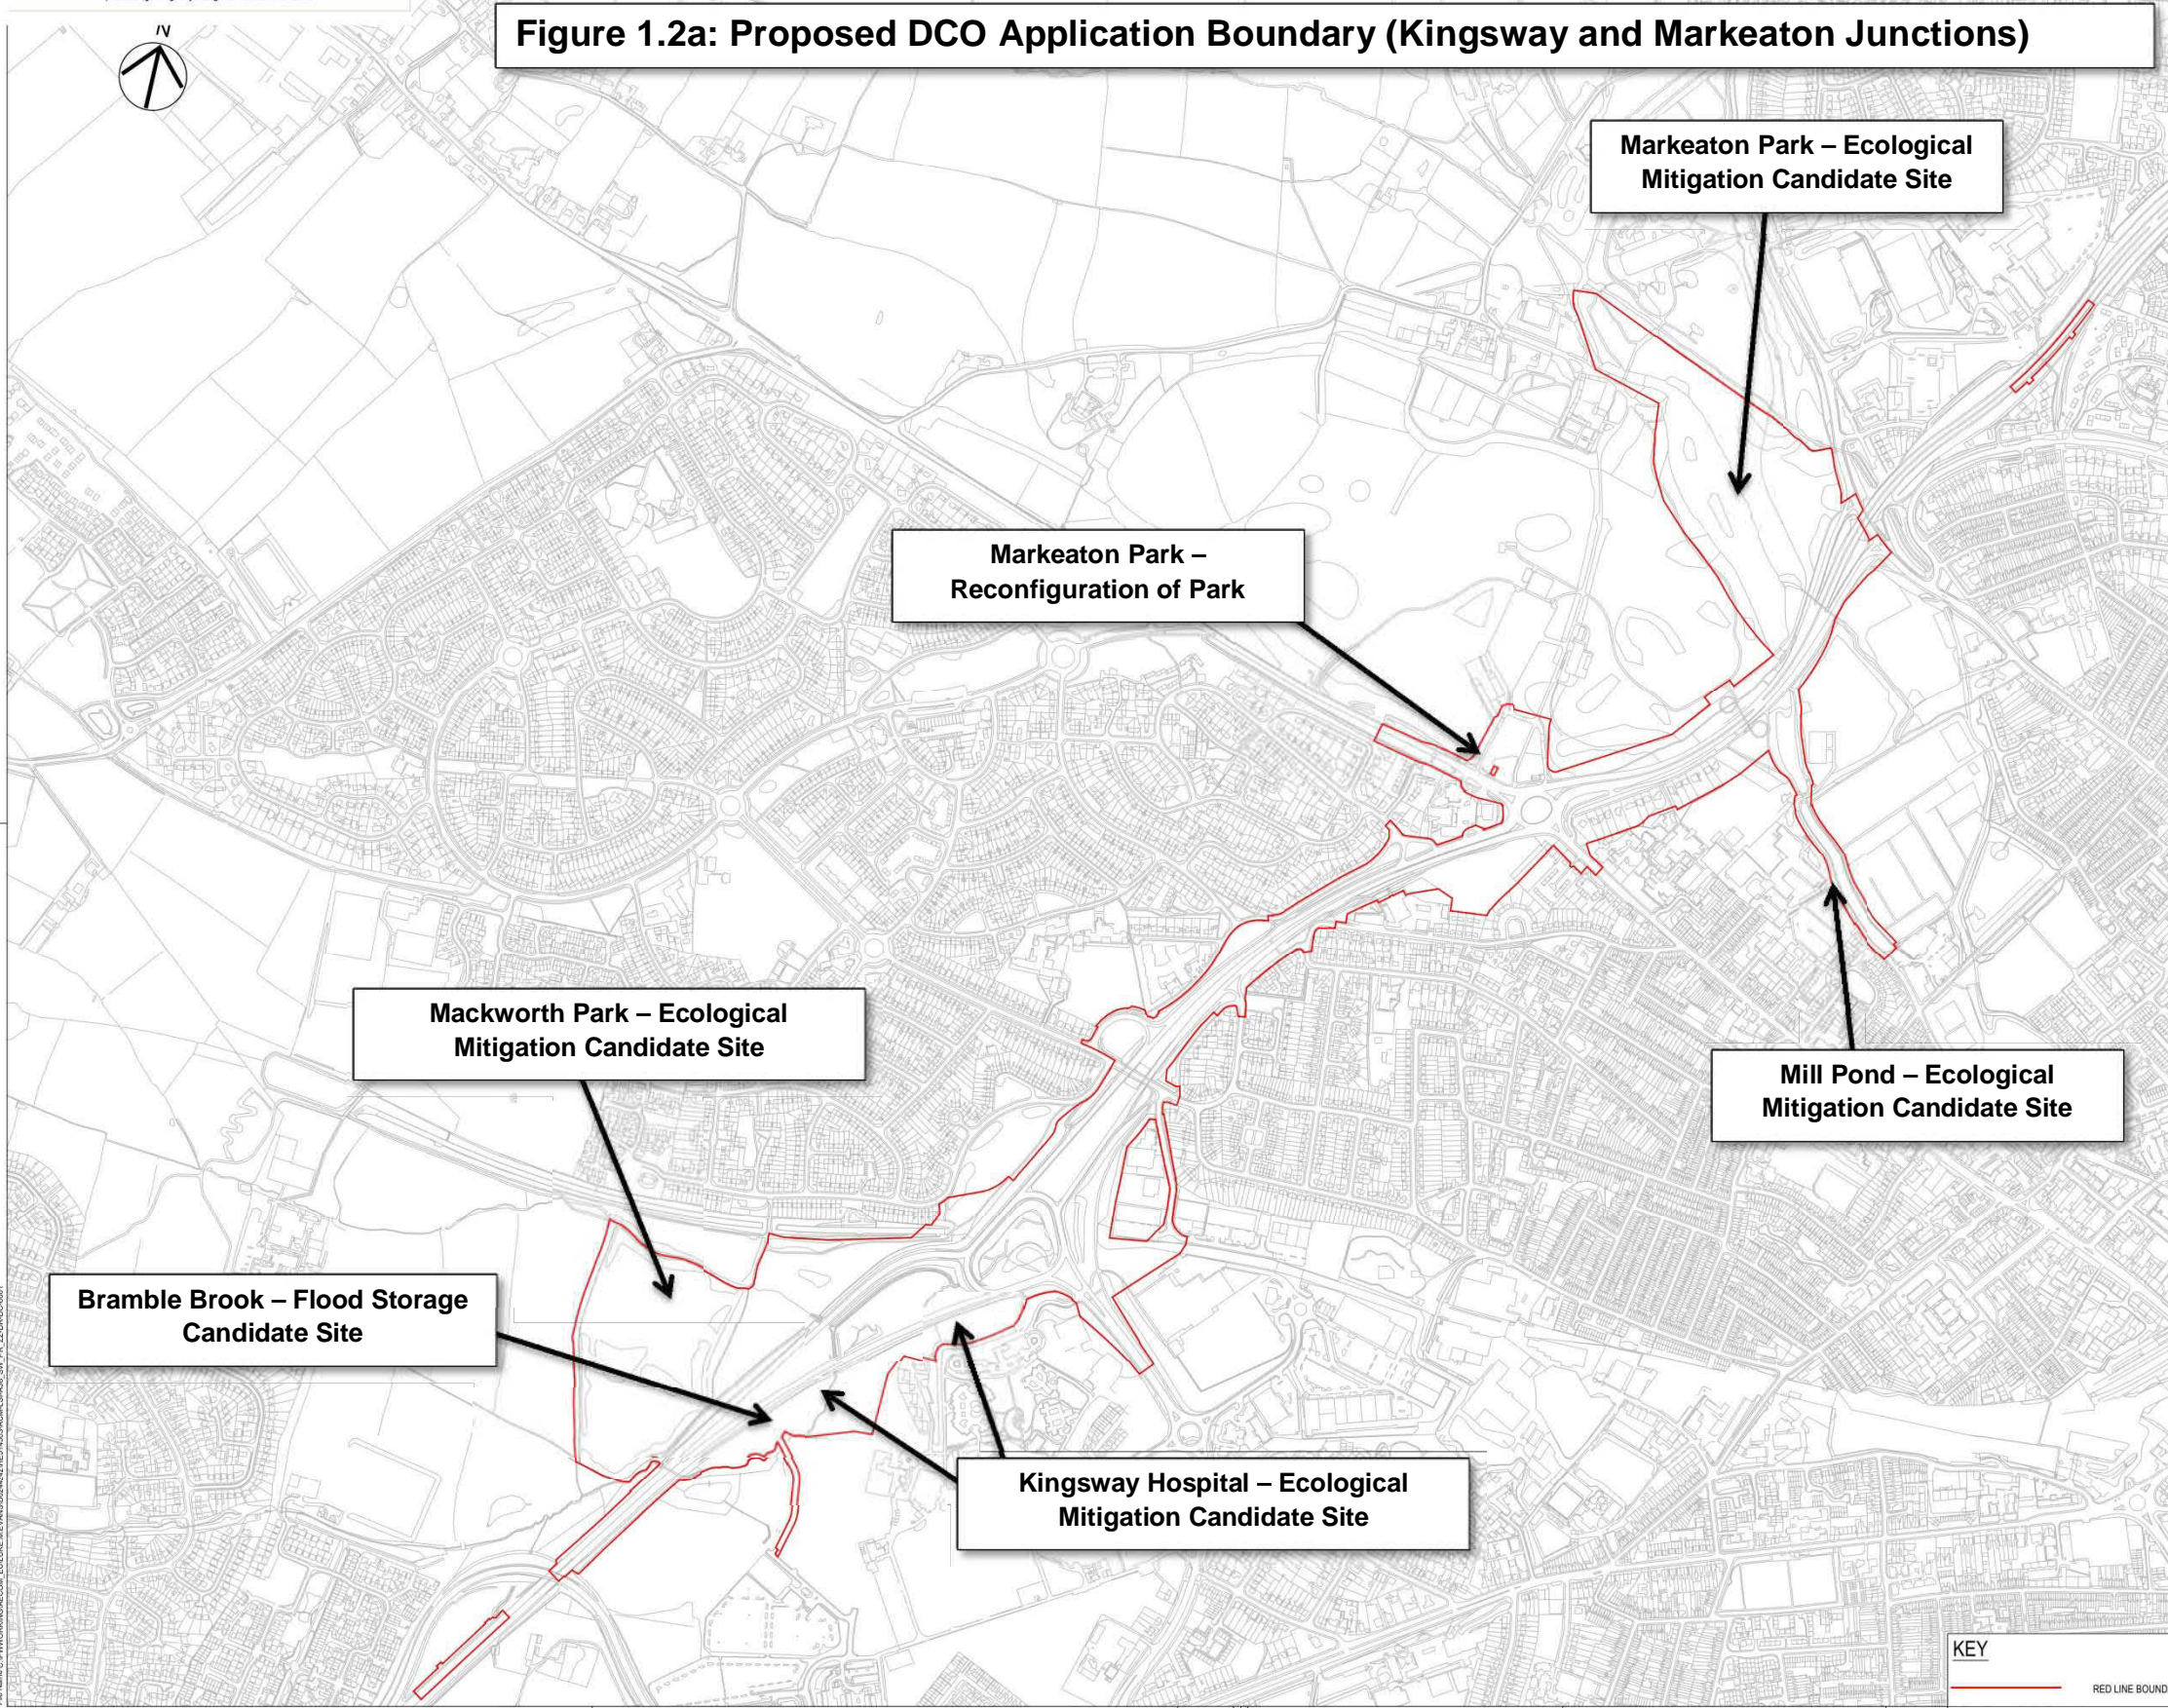 Figure 1.2a: Proposed DCO Application Boundary (Kingsway and Markeaton Junctions)
N
Markeaton Park – Ecological
Mitigation Candidate Site
Markeaton Park –
Reconfiguration of Park
Mackworth Park – Ecological
Mitigation Candidate Site
Mill Pond – Ecological
Mitigation Candidate Site
Bramble Brook – Flood Storage
Candidate Site
Kingsway Hospital – Ecological
Mitigation Candidate Site
KEY
RED LINE BOUND